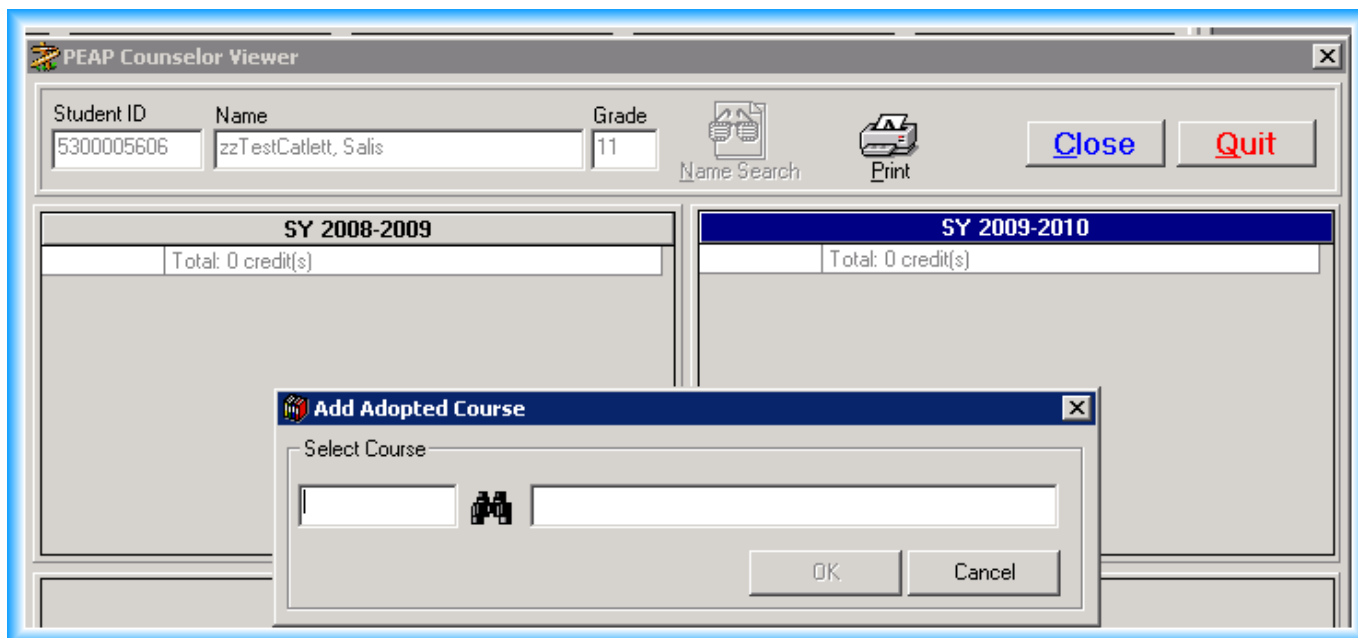 PEAP Counselor Viewer
Student ID Name Grade
5300005606 zzTestCatlett, Salis 11
Name Search Print Close Quit
SY 2008-2009 SY 2009-2010
Total: 0 credit(s) Total: 0 credit(s)
Add Adopted Course
Select Course
OK Cancel